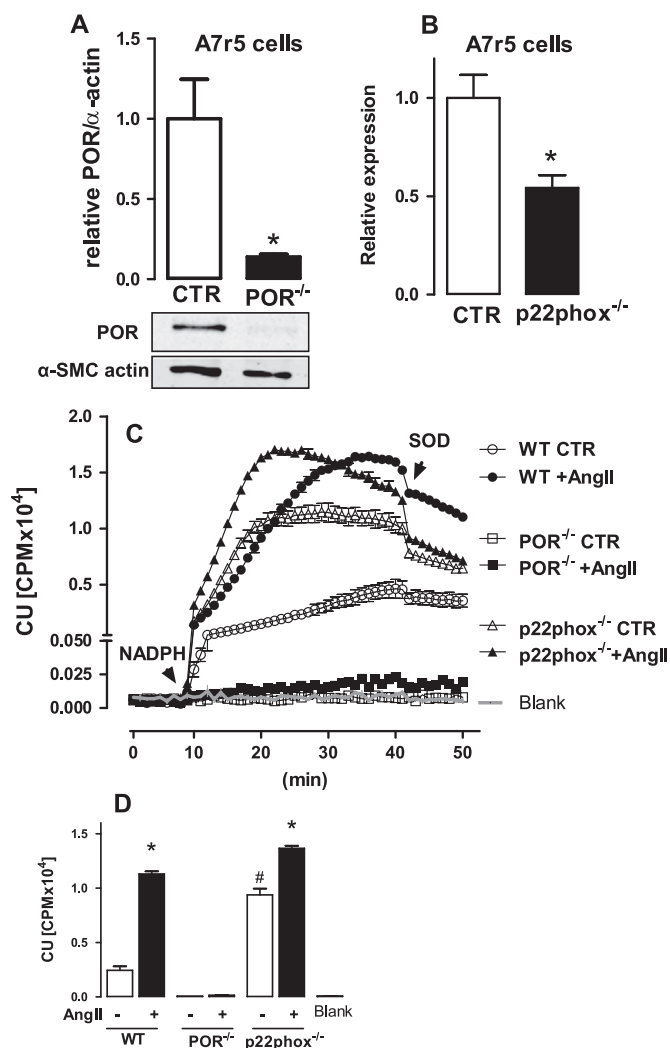 A
A7r5 cells
relative POR/α-actin
1.5
1.0
0.5
0.0
*
CTR
POR-/-
POR
α-SMC actin
B
A7r5 cells
Relative expression
1.0
0.5
0.0
*
CTR
p22phox-/-
C
CU [CPMx10⁴]
2.0
1.5
1.0
0.5
0.050
0.025
0.000
NADPH
SOD
0 10 20 30 40 50
(min)
WT CTR
WT +AngII
POR-/- CTR
POR-/- +AngII
p22phox-/- CTR
p22phox-/-+AngII
Blank
D
CU [CPMx10⁴]
1.5
1.0
0.5
0.0
* # *
AngII - + - + - + Blank
WT POR-/- p22phox-/-